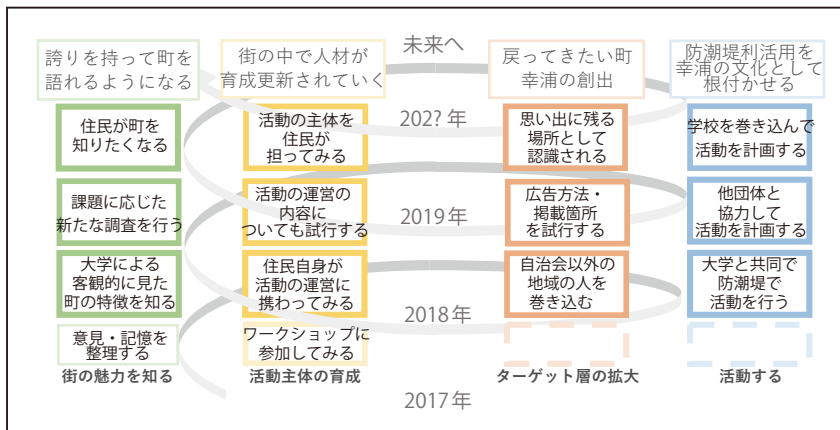 未来へ
誇りを持って町を
語れるようになる
街の中で人材が
育成更新されていく
戻ってきたい町
幸浦の創出
防潮堤利活用を
幸浦の文化として
根付かせる
202? 年
住民が町を
知りたくなる
活動の主体を
住民が
担ってみる
思い出に残る
場所として
認識される
学校を巻き込んで
活動を計画する
2019 年
課題に応じた
新たな調査を行う
活動の運営の
内容に
ついても試行する
広告方法・
掲載箇所
を試行する
他団体と
協力して
活動を計画する
2018 年
大学による
客観的に見た
町の特徴を知る
住民自身が
活動の運営に
携わってみる
自治会以外の
地域の人を
巻き込む
大学と共同で
防潮堤で
活動を行う
意見・記憶を
整理する
ワークショップに
参加してみる
街の魅力を知る
活動主体の育成
ターゲット層の拡大
活動する
2017 年